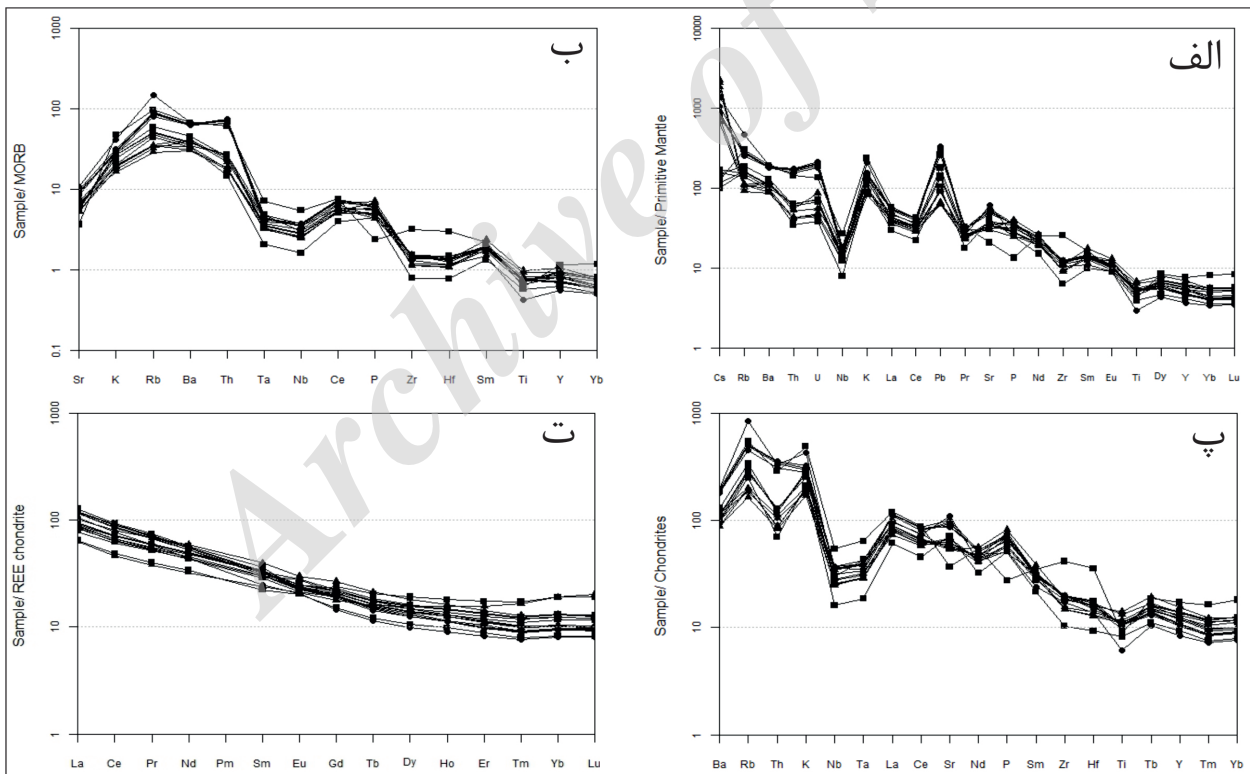 الف
10000
1000
100
10
1
Sample/ Primitive Mantle
Cs Rb Ba Th U Nb K La Ce Pb Pr Sr P Nd Zr Sm Eu Ti Dy Y Yb Lu
ب
1000
100
10
1
0.1
Sample/ MORB
Sr K Rb Ba Th Ta Nb Ce P Zr Hf Sm Ti Y Yb
پ
1000
100
10
1
Sample/ Chondrites
Ba Rb Th K Nb Ta La Ce Sr Nd P Sm Zr Hf Ti Tb Y Tm Yb
ت
1000
100
10
1
Sample/ REE chondrite
La Ce Pr Nd Pm Sm Eu Gd Tb Dy Ho Er Tm Yb Lu
Archive of